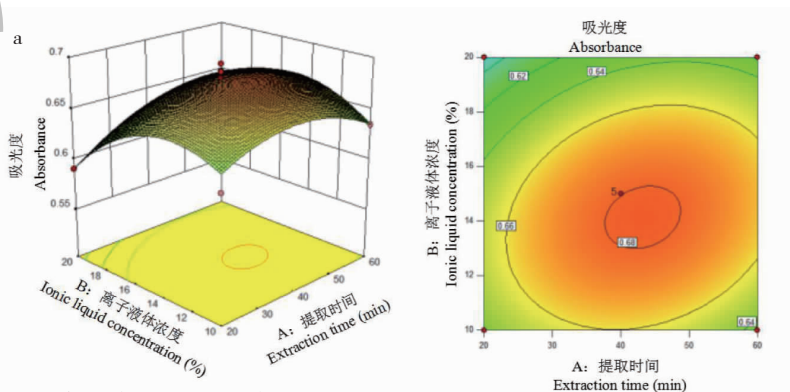 a
0.7
0.65
0.6
0.55
吸光度
Absorbance
20
18
16
14
12
10
B：离子液体浓度
Ionic liquid concentration (%)
20
30
40
50
60
A：提取时间
Extraction time (min)
吸光度
Absorbance
20
18
16
14
12
10
B：离子液体浓度
Ionic liquid concentration (%)
0.62
0.64
0.66
5
0.68
0.64
20
30
40
50
60
A：提取时间
Extraction time (min)